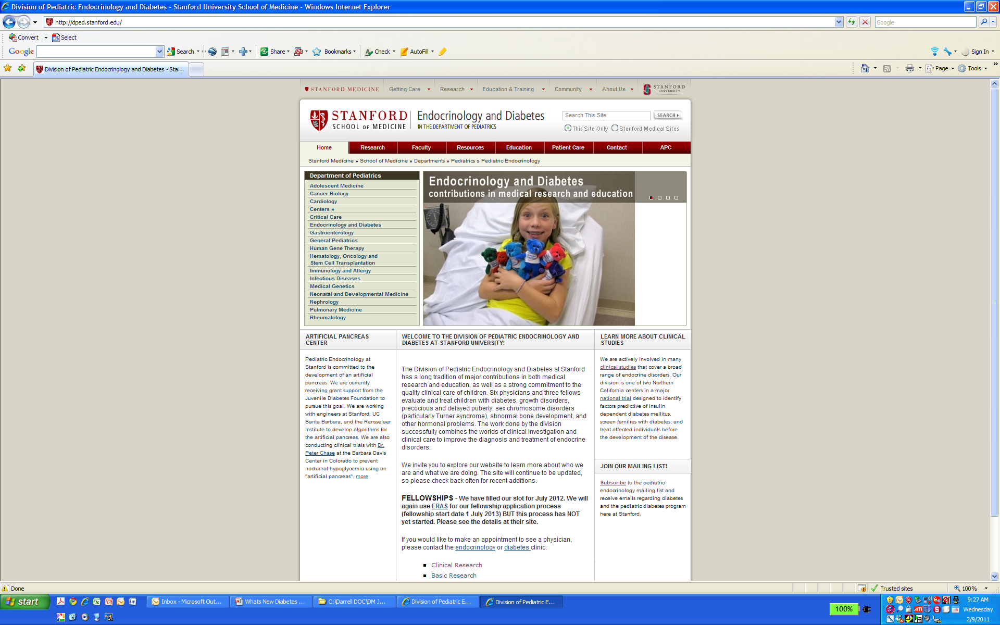 Division of Pediatric Endocrinology and Diabetes - Stanford University School of Medicine - Windows Internet Explorer
http://dped.stanford.edu/
Google
Convert
Select
Google
Search
Share
Bookmarks
Check
AutoFill
Sign In
Division of Pediatric Endocrinology and Diabetes - Sta...
Page
Tools
STANFORD MEDICINE
Getting Care
Research
Education & Training
Community
About Us
STANFORD
UNIVERSITY
STANFORD
SCHOOL OF MEDICINE
Endocrinology and Diabetes
IN THE DEPARTMENT OF PEDIATRICS
Search This Site
SEARCH
This Site Only
Stanford Medical Sites
Home
Research
Faculty
Resources
Education
Patient Care
Contact
APC
Stanford Medicine » School of Medicine » Departments » Pediatrics » Pediatric Endocrinology
Department of Pediatrics
Adolescent Medicine
Cancer Biology
Cardiology
Centers »
Critical Care
Endocrinology and Diabetes
Gastroenterology
General Pediatrics
Human Gene Therapy
Hematology, Oncology and
Stem Cell Transplantation
Immunology and Allergy
Infectious Diseases
Medical Genetics
Neonatal and Developmental Medicine
Nephrology
Pulmonary Medicine
Rheumatology
Endocrinology and Diabetes
contributions in medical research and education
ARTIFICIAL PANCREAS
CENTER
Pediatric Endocrinology at
Stanford is committed to the
development of an artificial
pancreas. We are currently
receiving grant support from the
Juvenile Diabetes Foundation to
pursue this goal. We are working
with engineers at Stanford, UC
Santa Barbara, and the Rensselaer
Institute to develop algorithms for
the artificial pancreas. We are also
conducting clinical trials with Dr.
Peter Chase at the Barbara Davis
Center in Colorado to prevent
nocturnal hypoglycemia using an
"artificial pancreas". more
WELCOME TO THE DIVISION OF PEDIATRIC ENDOCRINOLOGY AND
DIABETES AT STANFORD UNIVERSITY!
The Division of Pediatric Endocrinology and Diabetes at Stanford
has a long tradition of major contributions in both medical
research and education, as well as a strong commitment to the
quality clinical care of children. Six physicians and three fellows
evaluate and treat children with diabetes, growth disorders,
precocious and delayed puberty, sex chromosome disorders
(particularly Turner syndrome), abnormal bone development, and
other hormonal problems. The work done by the division
successfully combines the worlds of clinical investigation and
clinical care to improve the diagnosis and treatment of endocrine
disorders.
We invite you to explore our website to learn more about who we
are and what we are doing. The site will continue to be updated,
so please check back often for recent additions.
FELLOWSHIPS - We have filled our slot for July 2012. We will
again use ERAS for our fellowship application process
(fellowship start date 1 July 2013) BUT this process has NOT
yet started. Please see the details at their site.
If you would like to make an appointment to see a physician,
please contact the endocrinology or diabetes clinic.
Clinical Research
Basic Research
LEARN MORE ABOUT CLINICAL
STUDIES
We are actively involved in many
clinical studies that cover a broad
range of endocrine disorders. Our
division is one of two Northern
California centers in a major
national trial designed to identify
factors predictive of insulin
dependent diabetes mellitus,
screen families with diabetes, and
treat affected individuals before
the development of the disease.
JOIN OUR MAILING LIST!
Subscribe to the pediatric
endocrinology mailing list and
receive emails regarding diabetes
and the pediatric diabetes program
here at Stanford.
Done
Trusted sites
100%
start
Inbox - Microsoft Out...
Whats New Diabetes ...
C:\Darrell DOC\DM J...
Division of Pediatric E...
Division of Pediatric E...
100%
9:27 AM
Wednesday
2/9/2011